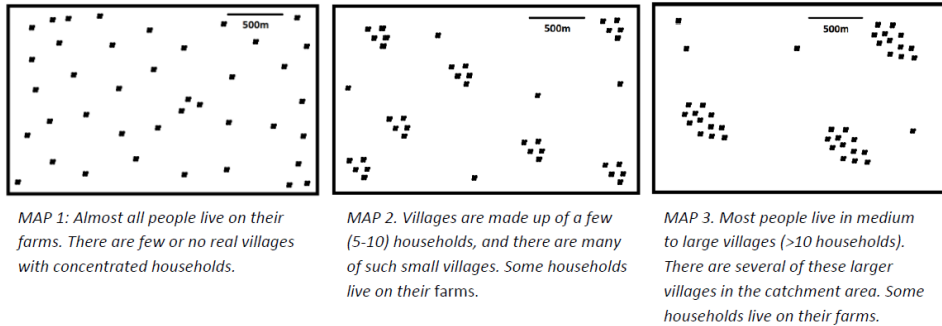 500m
500m
500m
MAP 1: Almost all people live on their
farms. There are few or no real villages
with concentrated households.
MAP 2. Villages are made up of a few
(5-10) households, and there are many
of such small villages. Some households
live on their farms.
MAP 3. Most people live in medium
to large villages (>10 households).
There are several of these larger
villages in the catchment area. Some
households live on their farms.